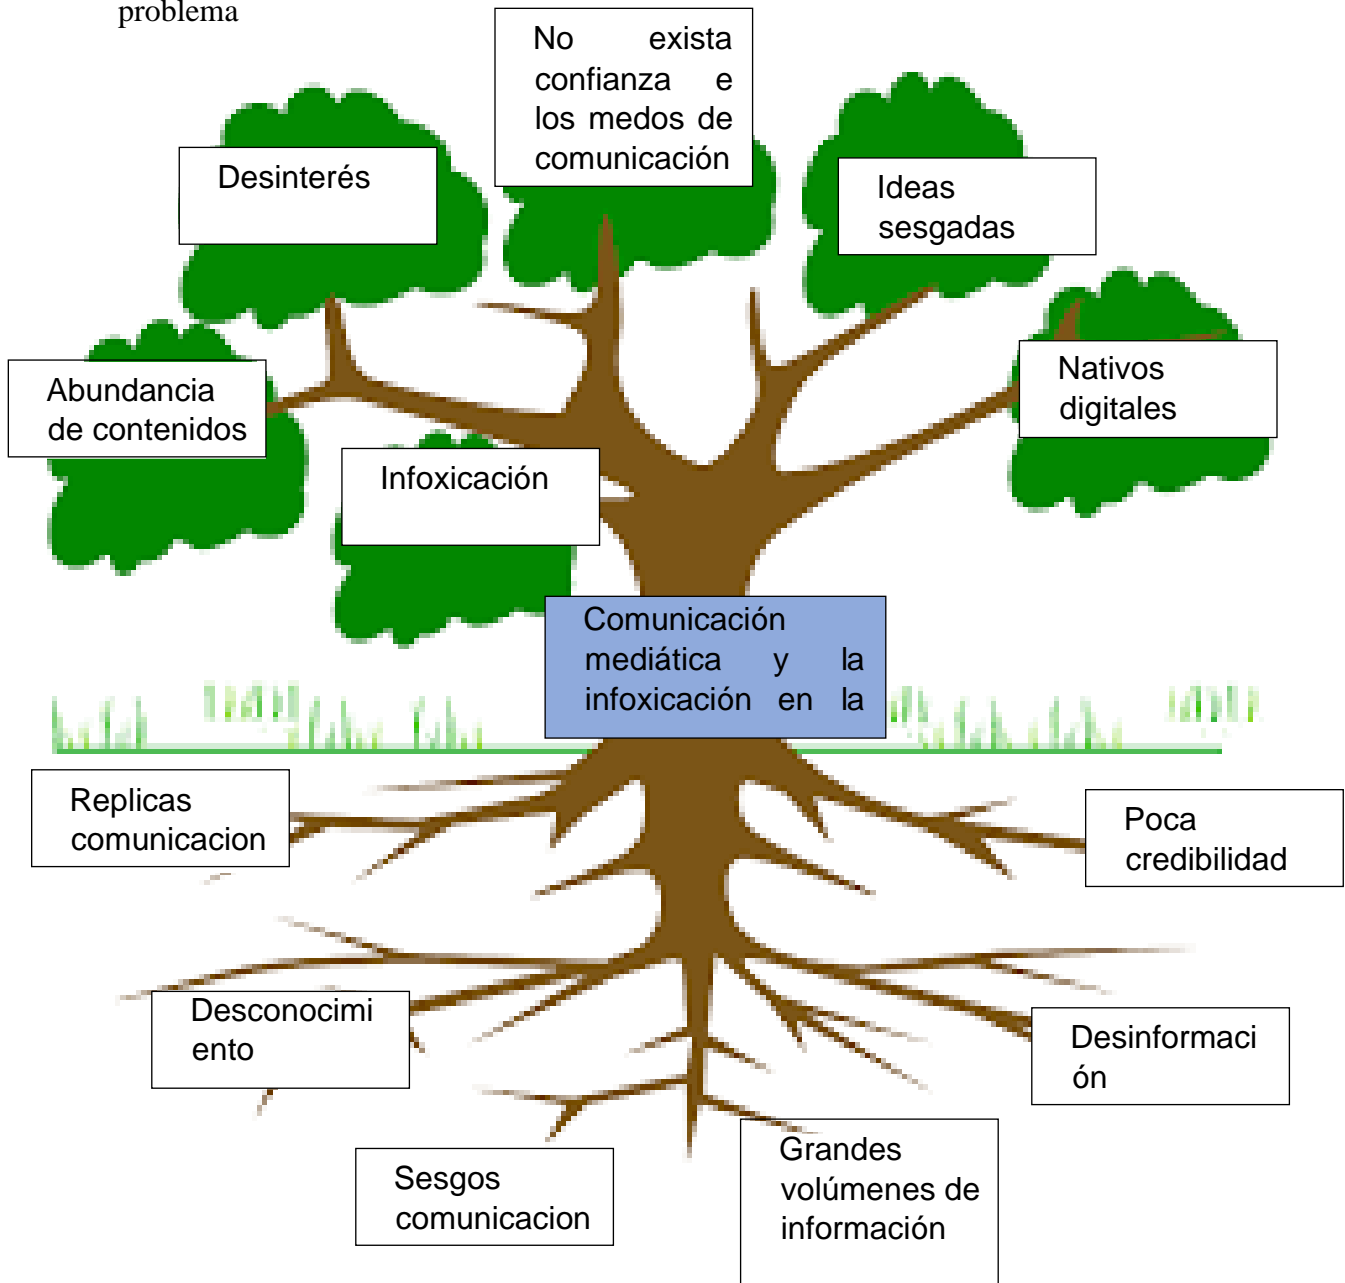 problema
No exista
confianza e
los medos de
comunicación
Desinterés
Ideas
sesgadas
Abundancia
de contenidos
Nativos
digitales
Infoxicación
Comunicación
mediática y la
infoxicación en la
Replicas
comunicacion
Poca
credibilidad
Desconocimi
ento
Desinformaci
ón
Sesgos
comunicacion
Grandes
volúmenes de
información